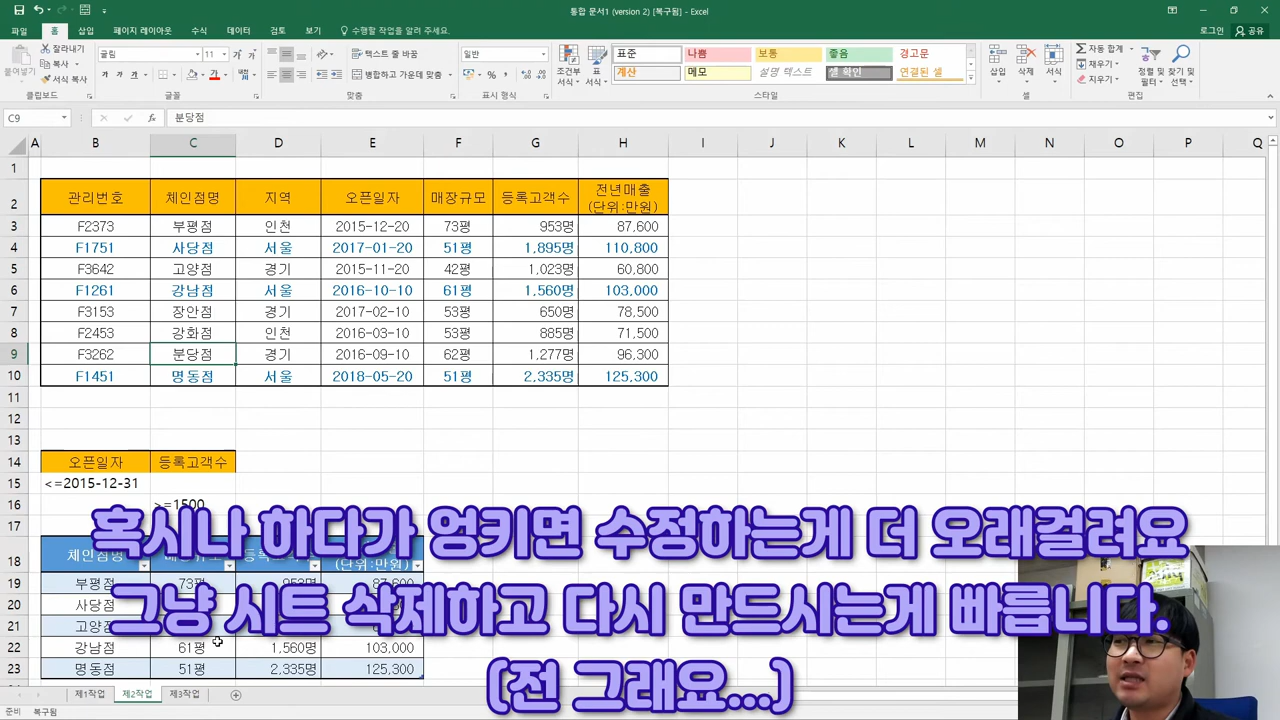 통합 문서1 (version 2) [복구됨] - Excel
파일 홈 삽입 페이지 레이아웃 수식 데이터 검토 보기 수행할 작업을 알려 주세요. 로그인 공유
붙여넣기 잘라내기 복사 서식 복사 클립보드
굴림 11 가 가 가 가 가 글꼴
텍스트 줄 바꿈 병합하고 가운데 맞춤 맞춤
일반 % 표시 형식
조건부 서식 표 서식 표준 나쁨 보통 좋음 경고문
계산 메모 설명 텍스트 셀 확인 연결된 셀 스타일
삽입 삭제 서식 셀
자동 합계 채우기 지우기 정렬 및 필터 찾기 및 선택 편집
C9 분당점
A B C D E F G H I J K L M N O P Q
1
2 관리번호 체인점명 지역 오픈일자 매장규모 등록고객수 전년매출 (단위:만원)
3 F2373 부평점 인천 2015-12-20 73평 953명 87,600
4 F1751 사당점 서울 2017-01-20 51평 1,895명 110,800
5 F3642 고양점 경기 2015-11-20 42평 1,023명 60,800
6 F1261 강남점 서울 2016-10-10 61평 1,560명 103,000
7 F3153 장안점 경기 2017-02-10 53평 650명 78,500
8 F2453 강화점 인천 2016-03-10 53평 885명 71,500
9 F3262 분당점 경기 2016-09-10 62평 1,277명 96,300
10 F1451 명동점 서울 2018-05-20 51평 2,335명 125,300
11
12
13
14 오픈일자 등록고객수
15 <=2015-12-31
16 >=1500
17
혹시나 하다가 엉키면 수정하는게 더 오래걸려요
18 체인점명 (단위:만원)
19 부평점 73평 953명 87,600
20 사당점
21 고양점
그냥 시트 삭제하고 다시 만드시는게 빠릅니다.
22 강남점 61평 1,560명 103,000
23 명동점 51평 2,335명 125,300
(전 그래요...)
제1작업 제2작업 제3작업
준비 복구됨